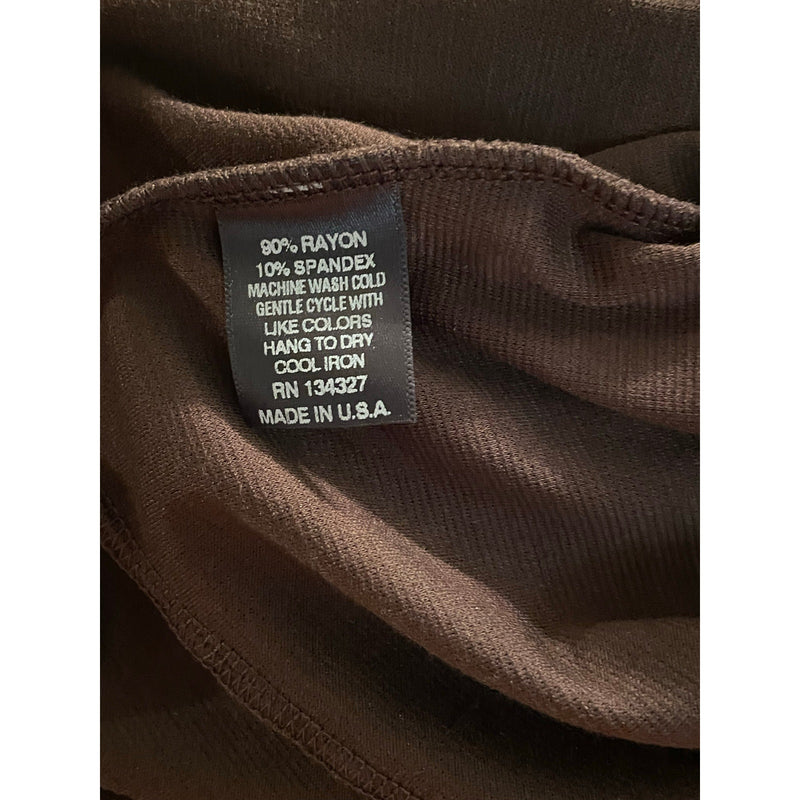 90% RAYON
10% SPANDEX
MACHINE WASH COLD
GENTLE CYCLE WITH
LIKE COLORS
HANG TO DRY
COOL IRON
RN 134327
MADE IN U.S.A.